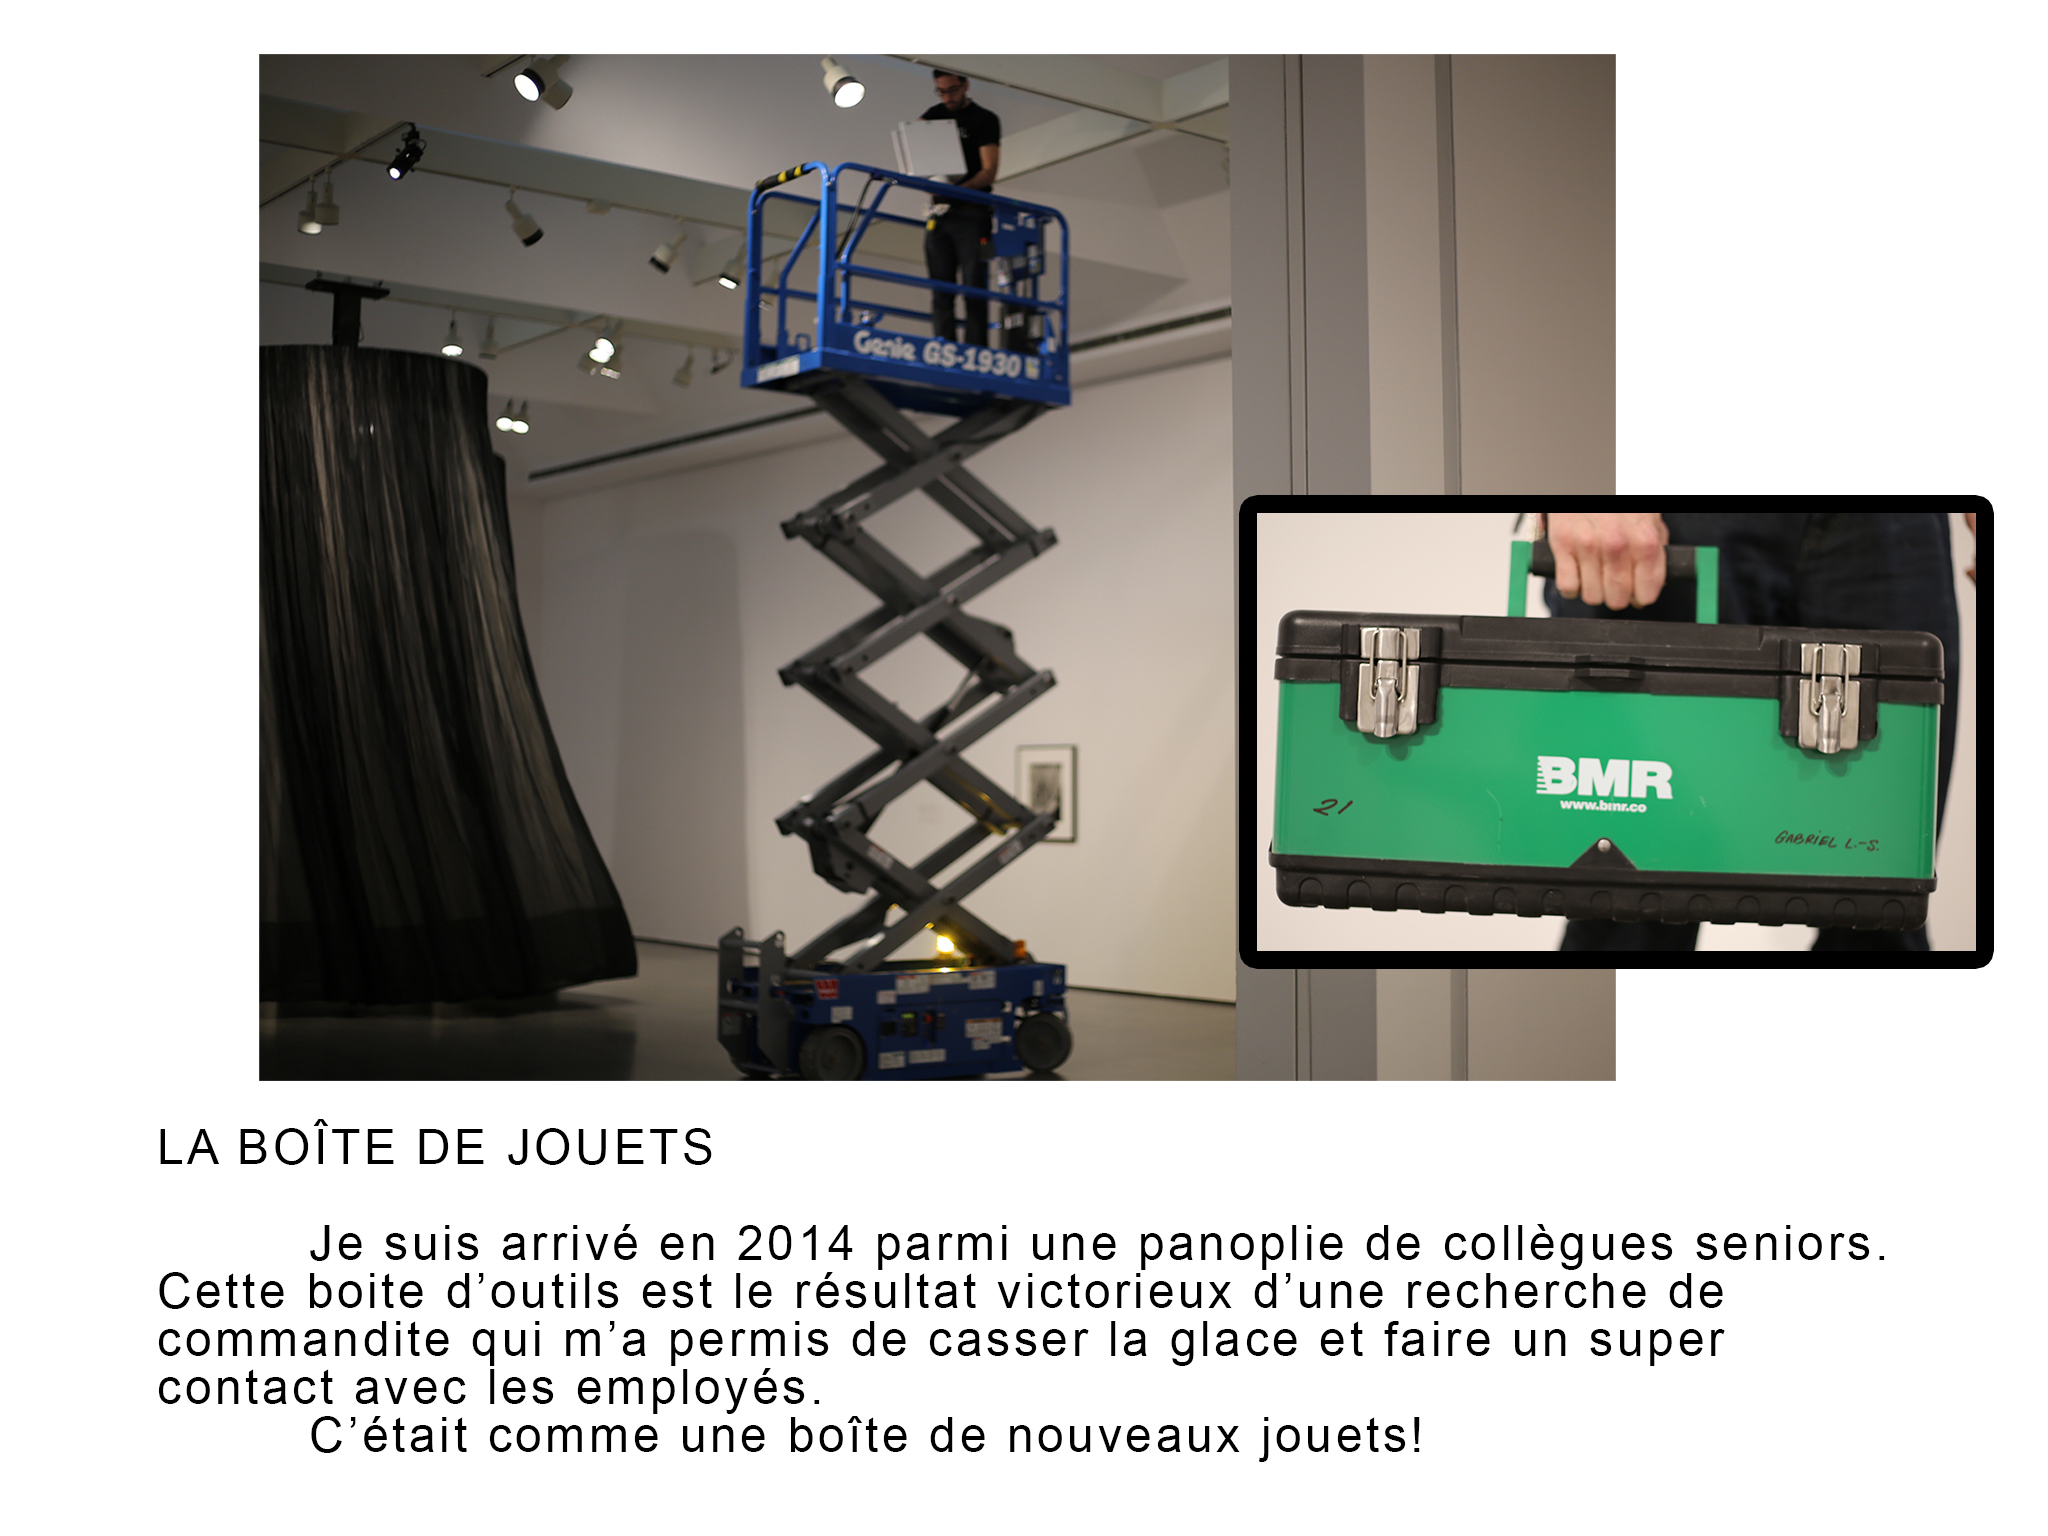 Genie GS-1930
BMR
www.bmr.co
21
GABRIEL L.-S.
LA BOÎTE DE JOUETS
Je suis arrivé en 2014 parmi une panoplie de collègues seniors.
Cette boite d’outils est le résultat victorieux d’une recherche de
commandite qui m’a permis de casser la glace et faire un super
contact avec les employés.
C’était comme une boîte de nouveaux jouets!